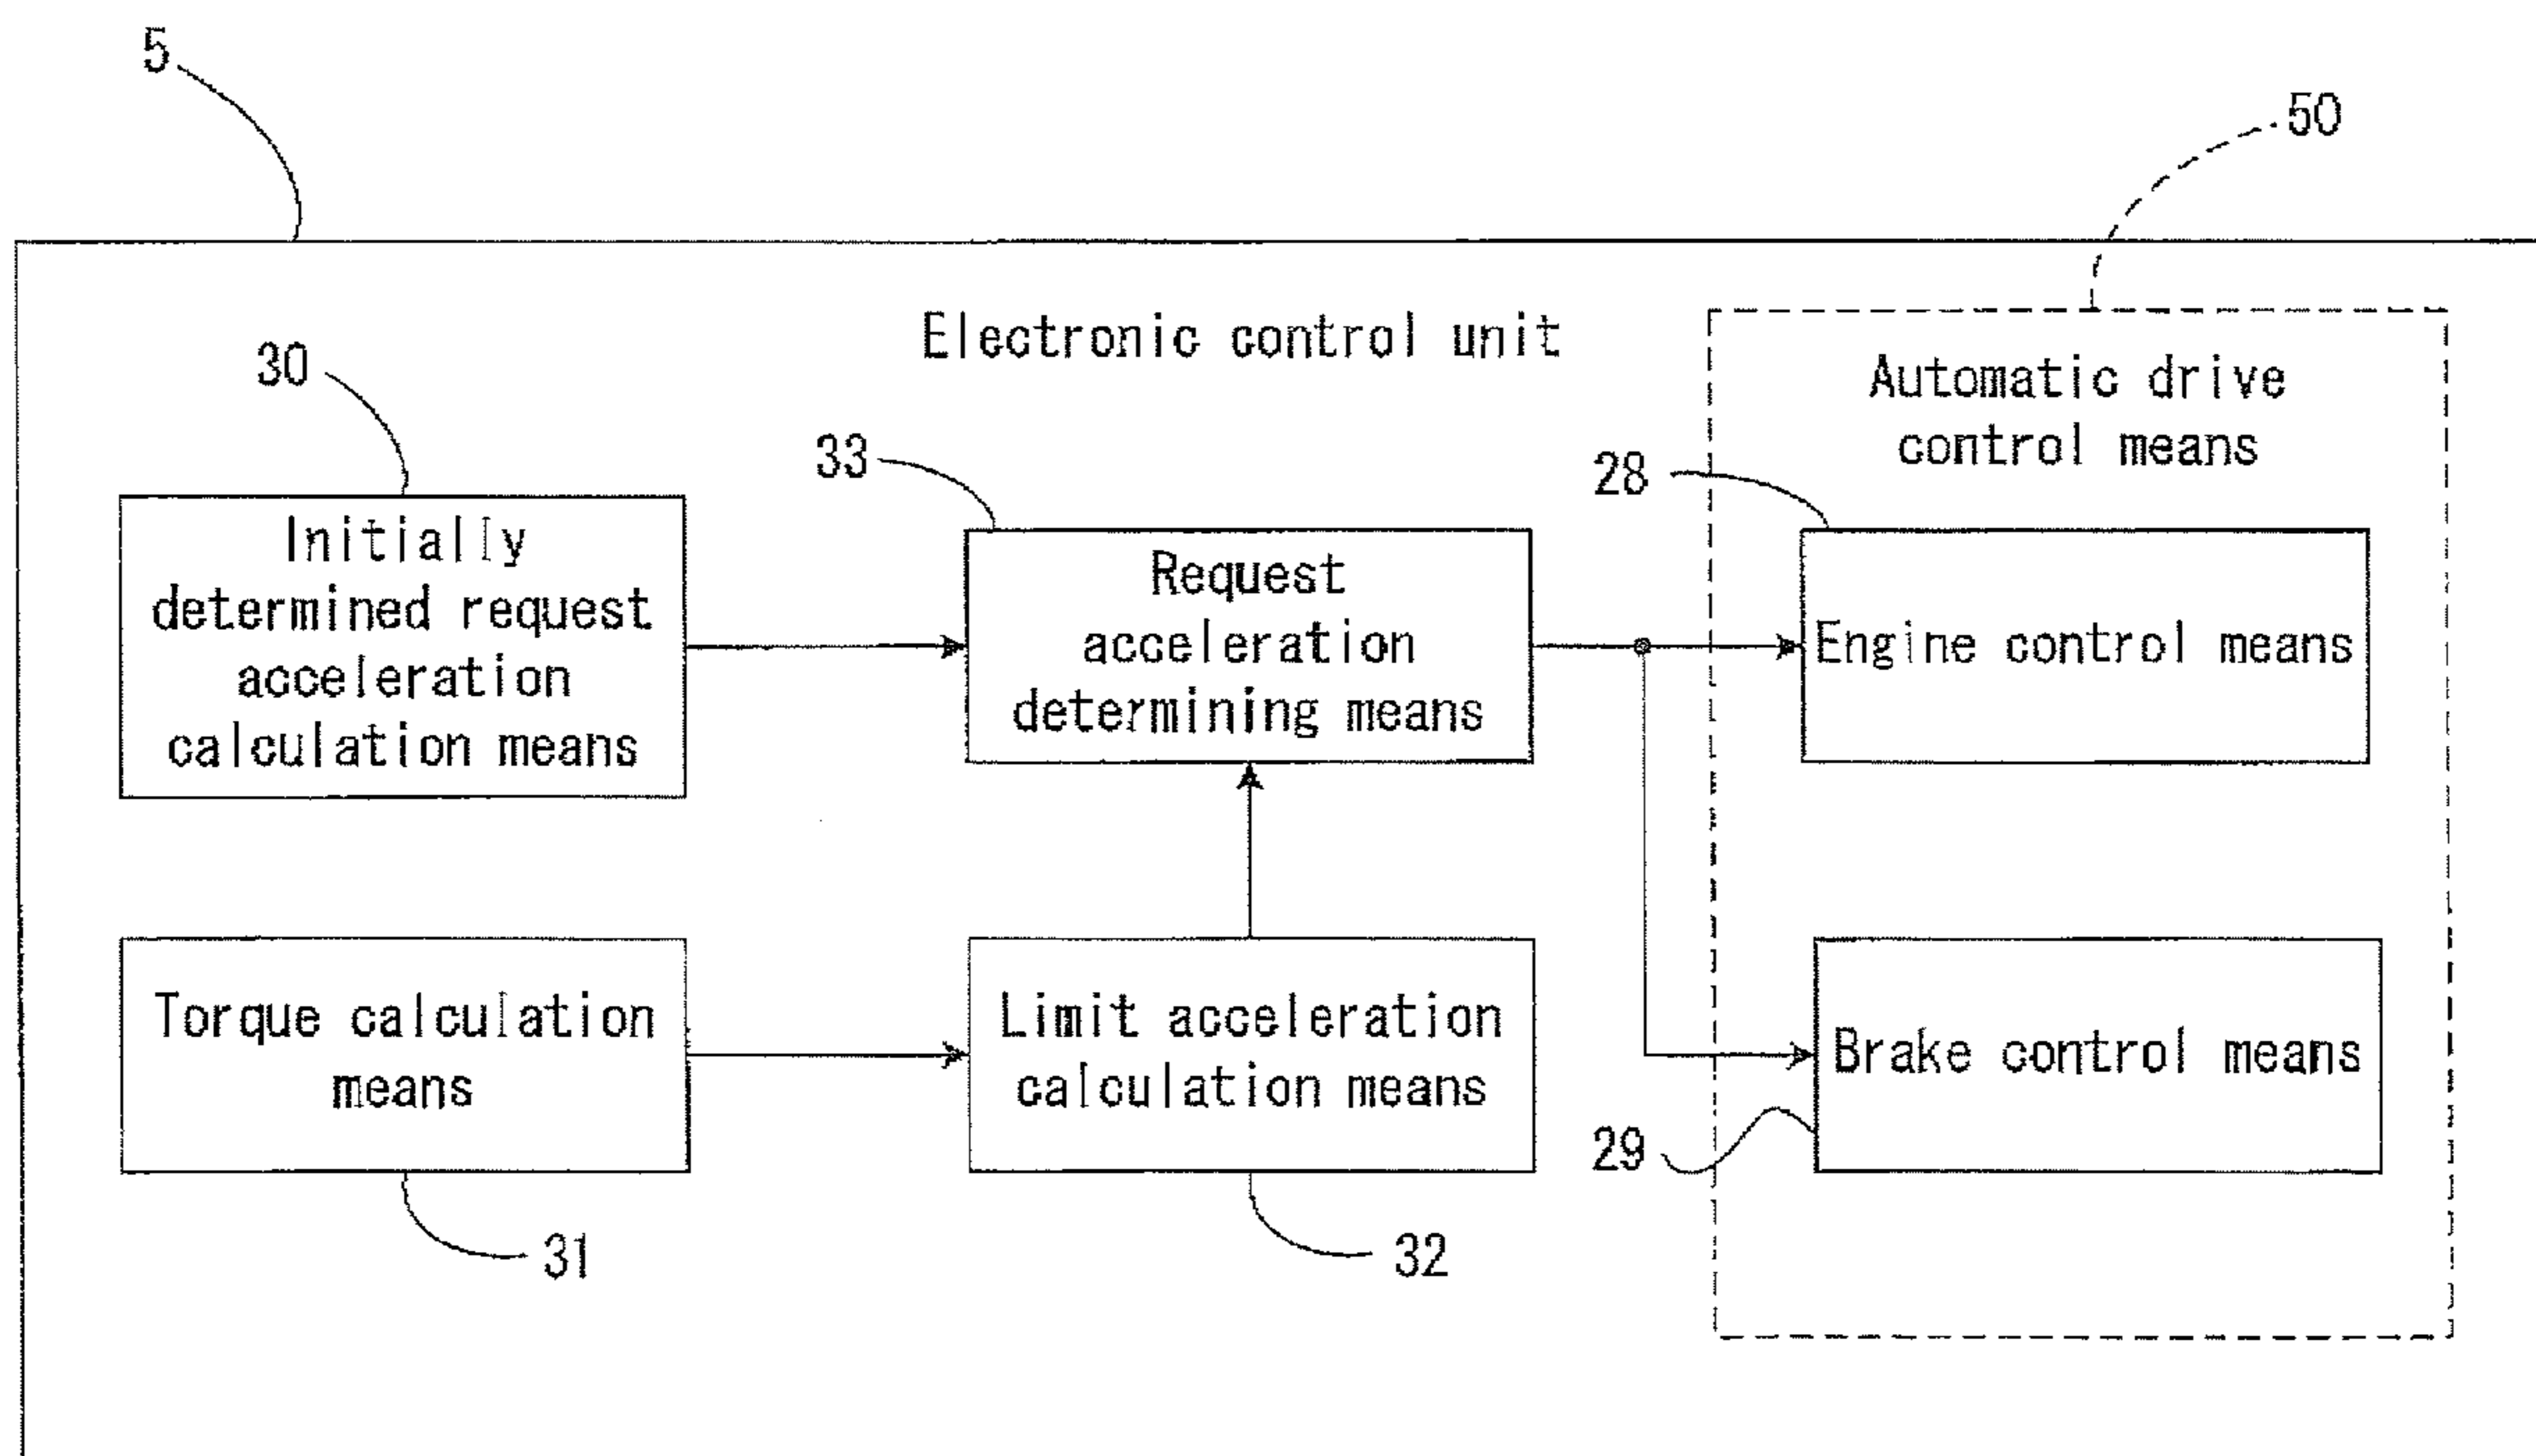 5
50
Electronic control unit
Automatic drive
control means
30
33
28
Initially
determined request
acceleration
calculation means
Request
acceleration
determining means
Engine control means
Torque calculation
means
Limit acceleration
calculation means
Brake control means
29
31
32